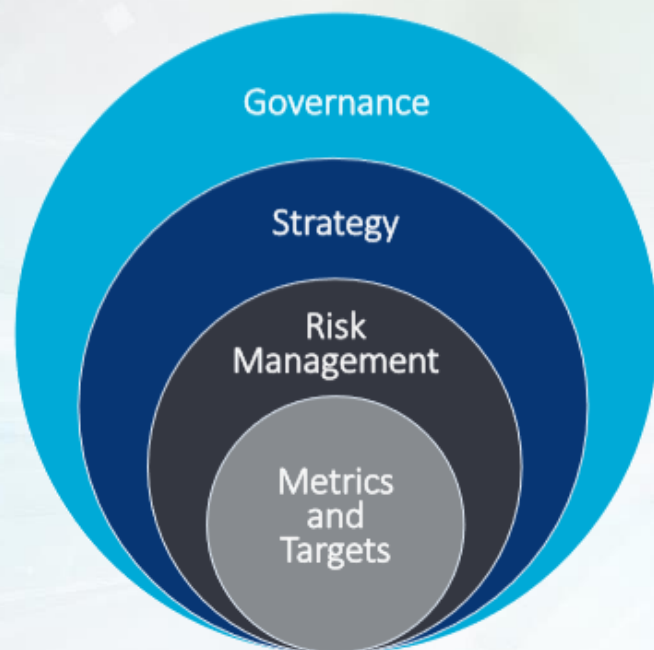 Governance
Strategy
Risk
Management
Metrics
and
Targets